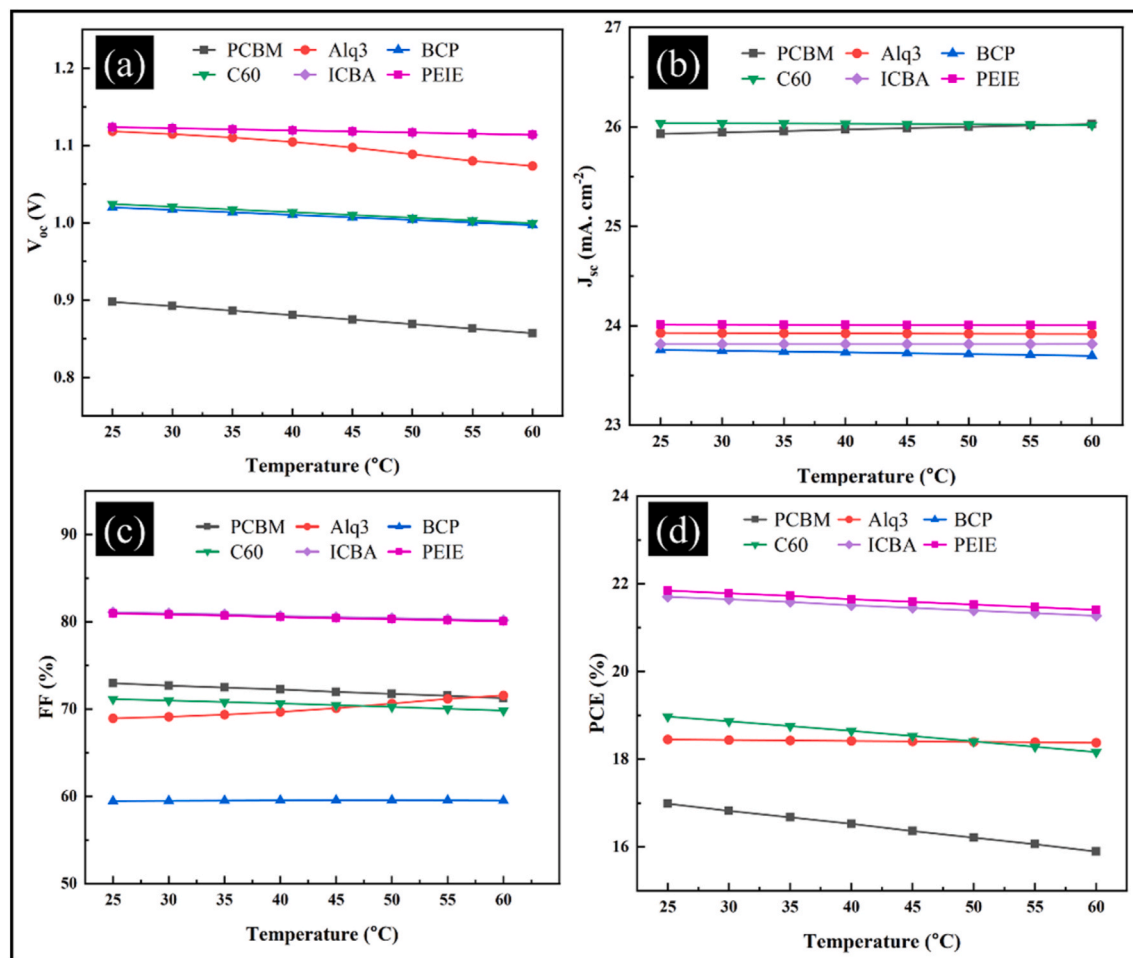 (a)
PCBM Alq3 BCP
C60 ICBA PEIE
1.2
1.1
1.0
0.9
0.8
V_oc (V)
25 30 35 40 45 50 55 60
Temperature (°C)
(b)
PCBM Alq3 BCP
C60 ICBA PEIE
27
26
25
24
23
J_sc (mA. cm⁻²)
25 30 35 40 45 50 55 60
Temperature (°C)
(c)
PCBM Alq3 BCP
C60 ICBA PEIE
90
80
70
60
50
FF (%)
25 30 35 40 45 50 55 60
Temperature (°C)
(d)
PCBM Alq3 BCP
C60 ICBA PEIE
24
22
20
18
16
14
PCE (%)
25 30 35 40 45 50 55 60
Temperature (°C)